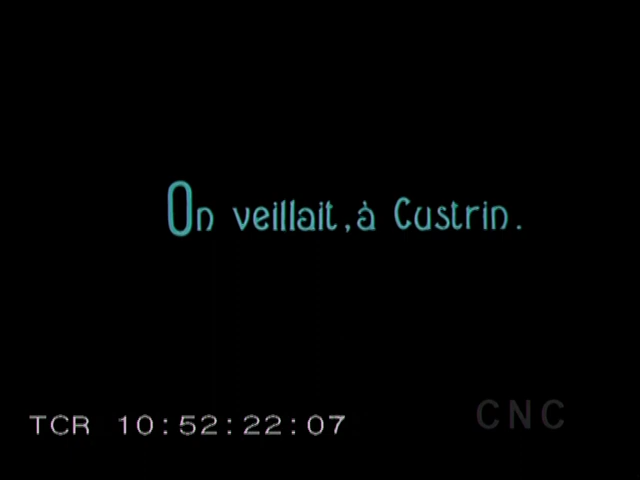 On veillait, à Custrin.
TCR 10:52:22:07
CNC